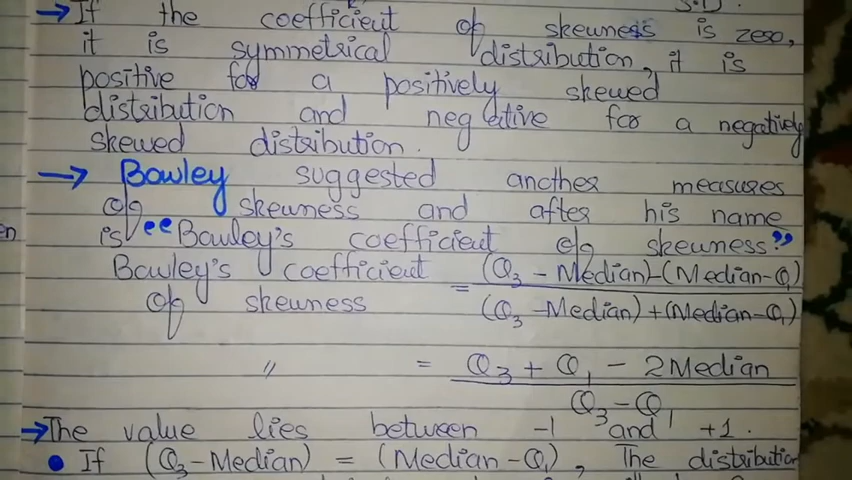 S.D.
→ If the coefficient of skewness is zero,
it is symmetrical distribution, it is
positive for a positively skewed
distribution and negative for a negatively
skewed distribution.
→ Bowley suggested another measures
of skewness and after his name
is “Bowley's coefficient of skewness”
Bowley's coefficient of skewness = (Q₃ - Median) - (Median - Q₁) / (Q₃ - Median) + (Median - Q₁)
〃 = Q₃ + Q₁ - 2Median / Q₃ - Q₁
→ The value lies between -1 and +1.
• If (Q₃ - Median) = (Median - Q₁), The distribution